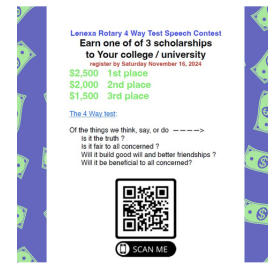 Lenexa Rotary 4 Way Test Speech Contest
Earn one of of 3 scholarships
to Your college / university
register by Saturday November 16, 2024
$2,500 1st place
$2,000 2nd place
$1,500 3rd place
The 4 Way test:
Of the things we think, say, or do ————>
Is it the truth ?
Is it fair to all concerned ?
Will it build good will and better friendships ?
Will it be beneficial to all concerned?
SCAN ME